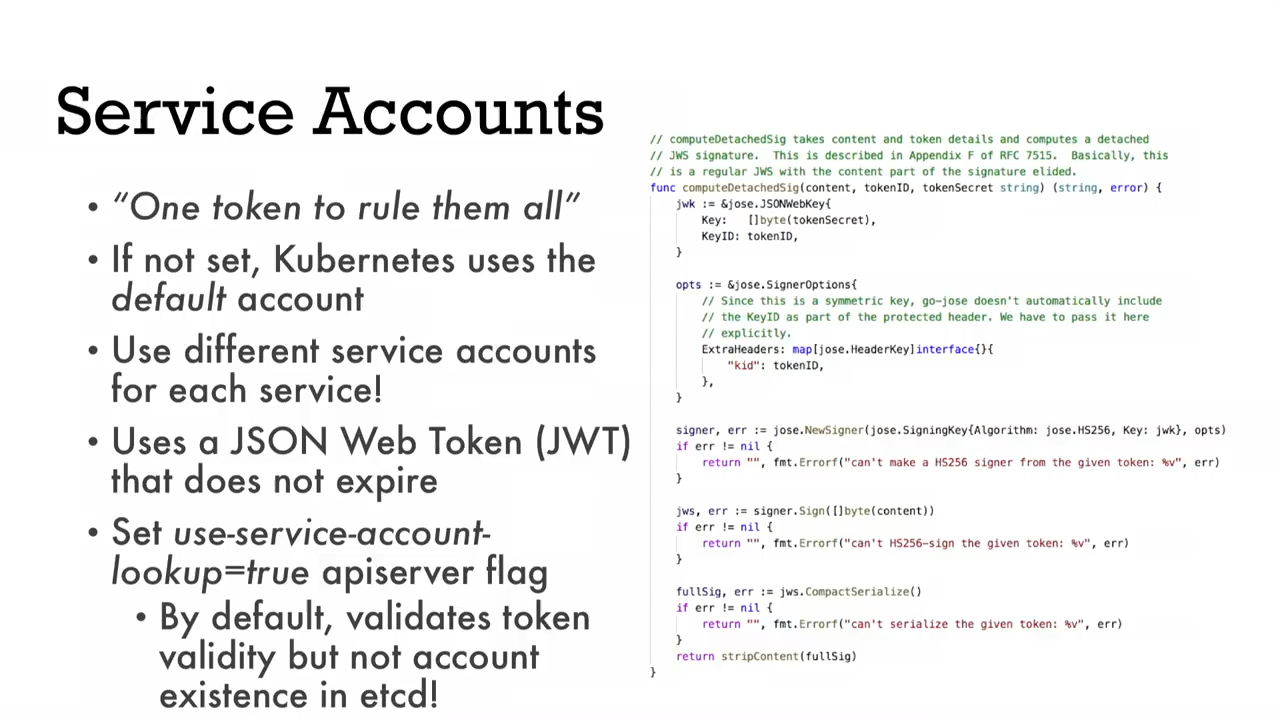 Service Accounts
• “One token to rule them all”
• If not set, Kubernetes uses the
default account
• Use different service accounts
for each service!
• Uses a JSON Web Token (JWT)
that does not expire
• Set use-service-account-
lookup=true apiserver flag
• By default, validates token
validity but not account
existence in etcd!
// computeDetachedSig takes content and token details and computes a detached
// JWS signature.  This is described in Appendix F of RFC 7515.  Basically, this
// is a regular JWS with the content part of the signature elided.
func computeDetachedSig(content, tokenID, tokenSecret string) (string, error) {
    jwk := &jose.JSONWebKey{
        Key:   []byte(tokenSecret),
        KeyID: tokenID,
    }
    opts := &jose.SignerOptions{
        // Since this is a symmetric key, go-jose doesn't automatically include
        // the KeyID as part of the protected header. We have to pass it here
        // explicitly.
        ExtraHeaders: map[jose.HeaderKey]interface{}{
            "kid": tokenID,
        },
    }
    signer, err := jose.NewSigner(jose.SigningKey{Algorithm: jose.HS256, Key: jwk}, opts)
    if err != nil {
        return "", fmt.Errorf("can't make a HS256 signer from the given token: %v", err)
    }
    jws, err := signer.Sign([]byte(content))
    if err != nil {
        return "", fmt.Errorf("can't HS256-sign the given token: %v", err)
    }
    fullSig, err := jws.CompactSerialize()
    if err != nil {
        return "", fmt.Errorf("can't serialize the given token: %v", err)
    }
    return stripContent(fullSig)
}